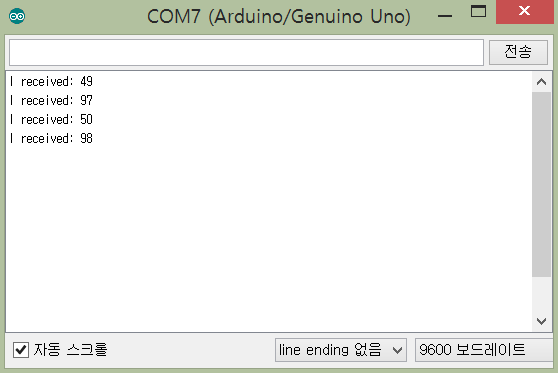 COM7 (Arduino/Genuino Uno)
전송
I received: 49
I received: 97
I received: 50
I received: 98
자동 스크롤
line ending 없음
9600 보드레이트